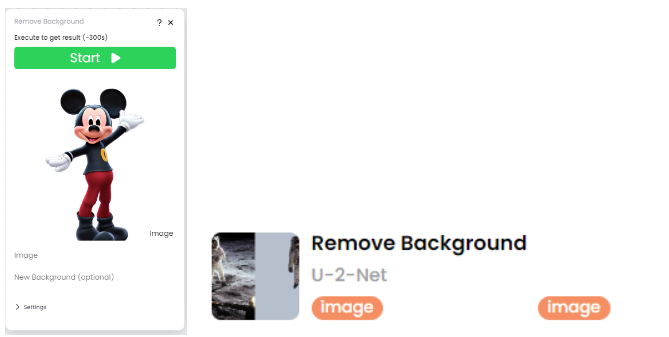 Remove Background ? ×
Execute to get result (~300s)
Start
Image
Image
New Background (optional)
Settings
Remove Background
U-2-Net
image image